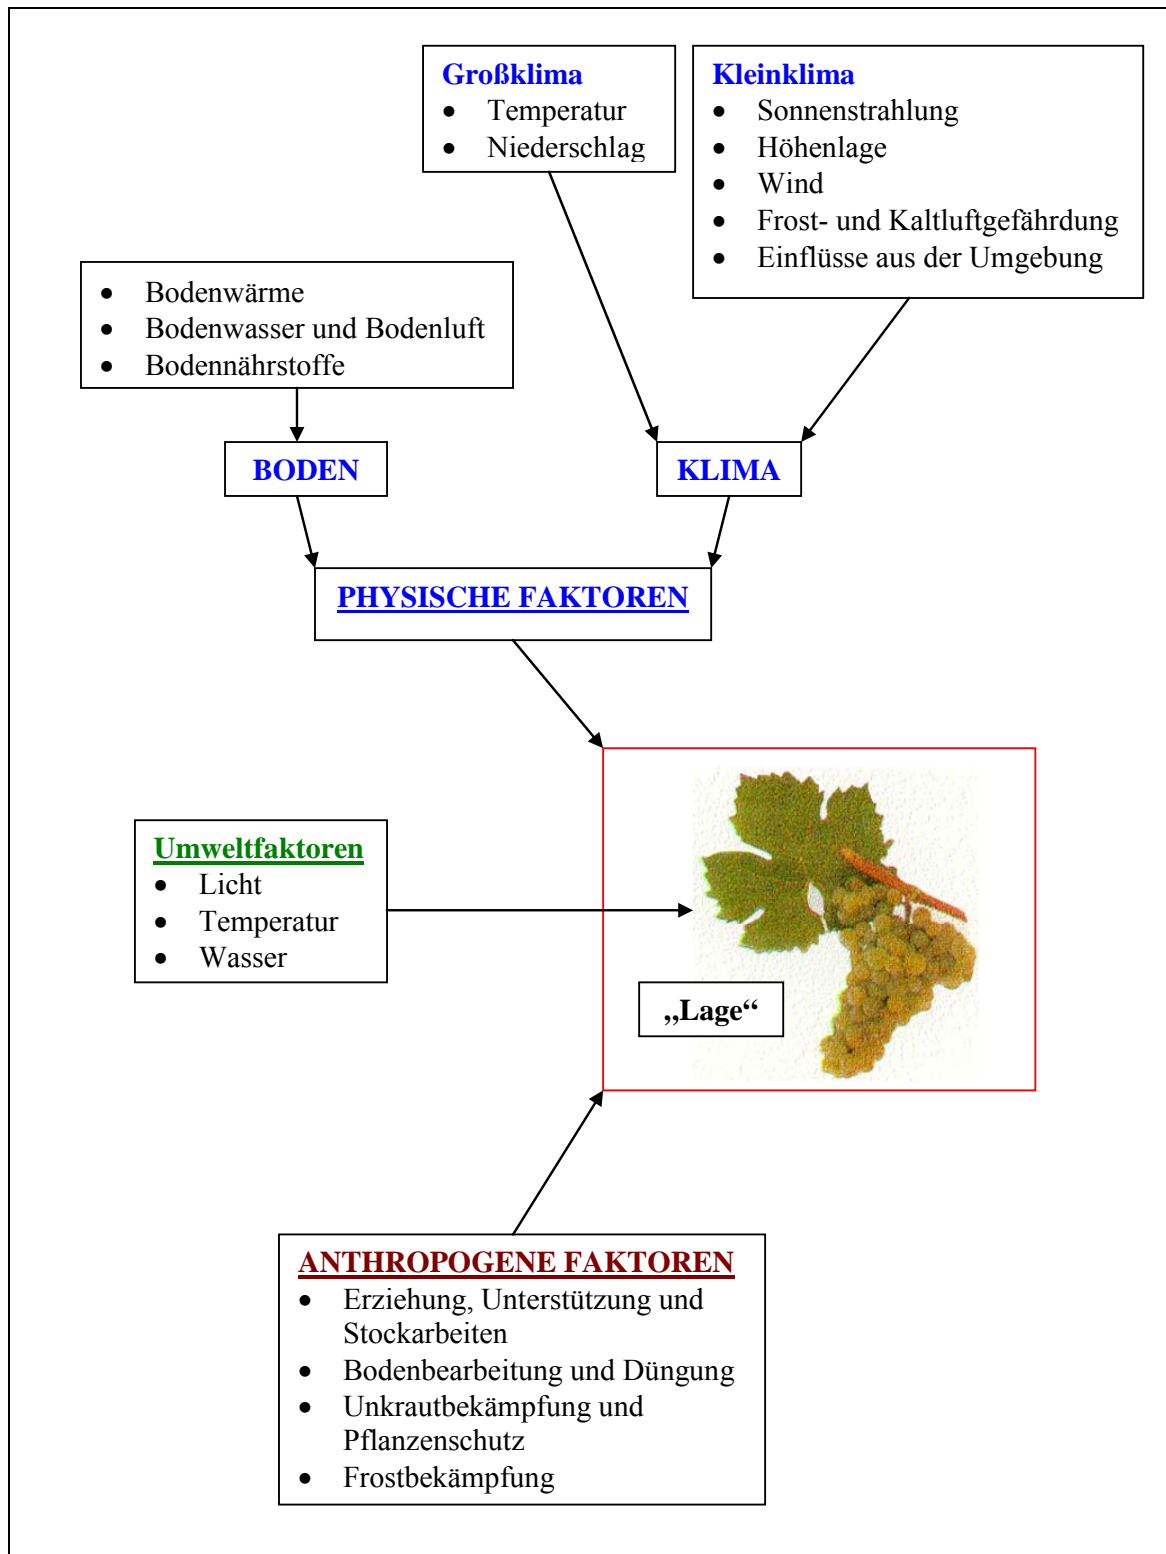 Großklima
• Temperatur
• Niederschlag
Kleinklima
• Sonnenstrahlung
• Höhenlage
• Wind
• Frost- und Kaltluftgefährdung
• Einflüsse aus der Umgebung
• Bodenwärme
• Bodenwasser und Bodenluft
• Bodennährstoffe
BODEN
KLIMA
PHYSISCHE FAKTOREN
Umweltfaktoren
• Licht
• Temperatur
• Wasser
„Lage“
ANTHROPOGENE FAKTOREN
• Erziehung, Unterstützung und
Stockarbeiten
• Bodenbearbeitung und Düngung
• Unkrautbekämpfung und
Pflanzenschutz
• Frostbekämpfung